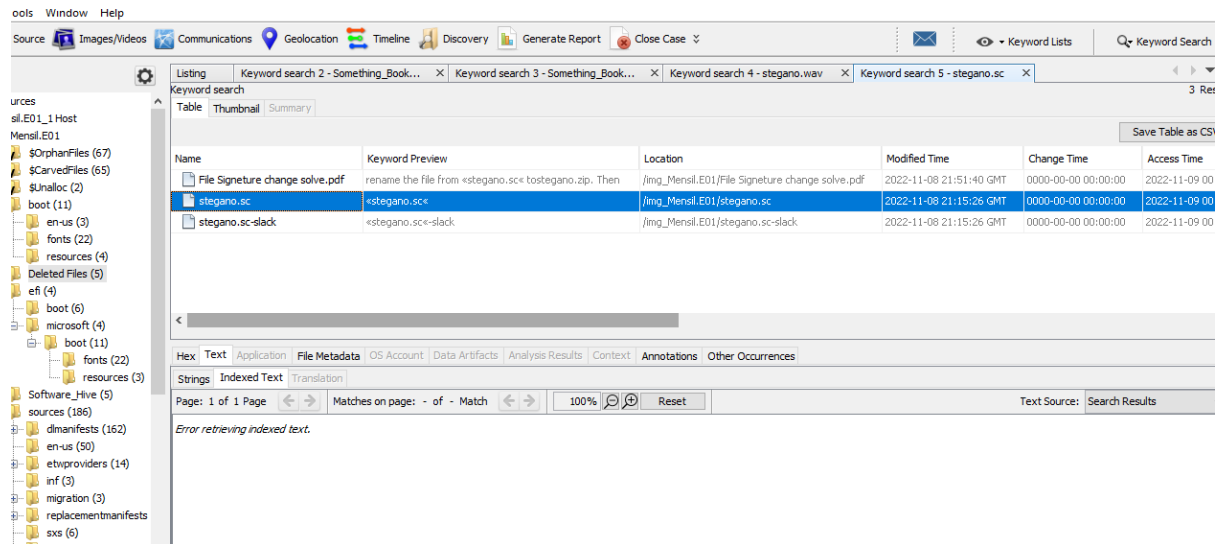 ools Window Help
Source Images/Videos Communications Geolocation Timeline Discovery Generate Report Close Case Keyword Lists Keyword Search
Listing Keyword search 2 - Something_Book... X Keyword search 3 - Something_Book... X Keyword search 4 - stegano.wav X Keyword search 5 - stegano.sc X
Keyword search 3 Res
Table Thumbnail Summary
Save Table as CSV
Name Keyword Preview Location Modified Time Change Time Access Time
File Signeture change solve.pdf rename the file from «stegano.sc« tostegano.zip. Then /img_Mensil.E01/File Signeture change solve.pdf 2022-11-08 21:51:40 GMT 0000-00-00 00:00:00 2022-11-09 00
stegano.sc «stegano.sc« /img_Mensil.E01/stegano.sc 2022-11-08 21:15:26 GMT 0000-00-00 00:00:00 2022-11-09 00
stegano.sc-slack «stegano.sc«-slack /img_Mensil.E01/stegano.sc-slack 2022-11-08 21:15:26 GMT 0000-00-00 00:00:00 2022-11-09 00
urces
sil.E01_1 Host
Mensil.E01
$OrphanFiles (67)
$CarvedFiles (65)
$Unalloc (2)
boot (11)
en-us (3)
fonts (22)
resources (4)
Deleted Files (5)
efi (4)
boot (6)
microsoft (4)
boot (11)
fonts (22)
resources (3)
Software_Hive (5)
sources (186)
dlmanifests (162)
en-us (50)
etwproviders (14)
inf (3)
migration (3)
replacementmanifests
sxs (6)
Hex Text Application File Metadata OS Account Data Artifacts Analysis Results Context Annotations Other Occurrences
Strings Indexed Text Translation
Page: 1 of 1 Page Matches on page: - of - Match 100% Reset Text Source: Search Results
Error retrieving indexed text.